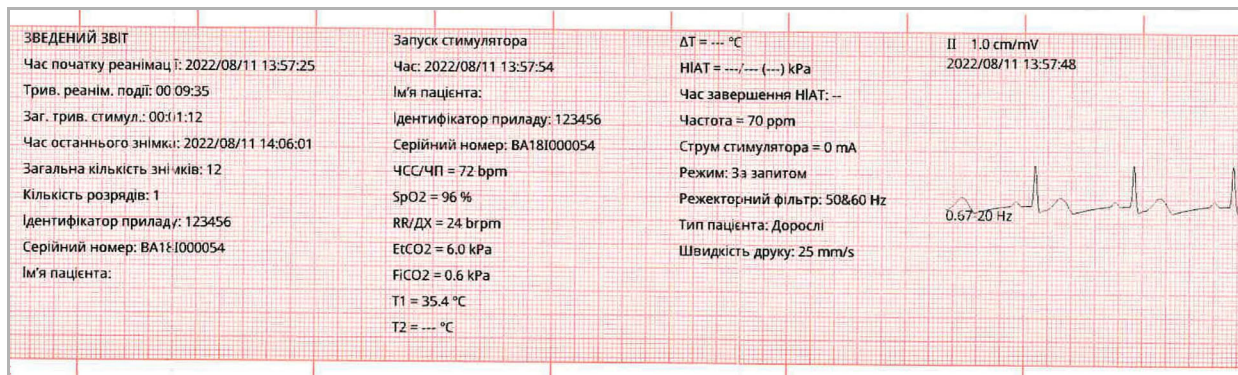 ЗВЕДЕНИЙ ЗВІТ
Час початку реанімації: 2022/08/11 13:57:25
Трив. реанім. події: 00:09:35
Заг. трив. стимул.: 00:01:12
Час останнього знімка: 2022/08/11 14:06:01
Загальна кількість знімків: 12
Кількість розрядів: 1
Ідентифікатор приладу: 123456
Серійний номер: BA18I000054
Ім'я пацієнта:
Запуск стимулятора
Час: 2022/08/11 13:57:54
Ім'я пацієнта:
Ідентифікатор приладу: 123456
Серійний номер: BA18I000054
ЧСС/ЧП = 72 bpm
SpO2 = 96 %
RR/ДХ = 24 brpm
EtCO2 = 6.0 kPa
FiCO2 = 0.6 kPa
T1 = 35.4 °C
T2 = --- °C
ΔT = --- °C
НІАТ = ---/--- (---) kPa
Час завершення НІАТ: --
Частота = 70 ppm
Струм стимулятора = 0 mA
Режим: За запитом
Режекторний фільтр: 50&60 Hz
Тип пацієнта: Дорослі
Швидкість друку: 25 mm/s
II 1.0 cm/mV
2022/08/11 13:57:48
0.67-20 Hz